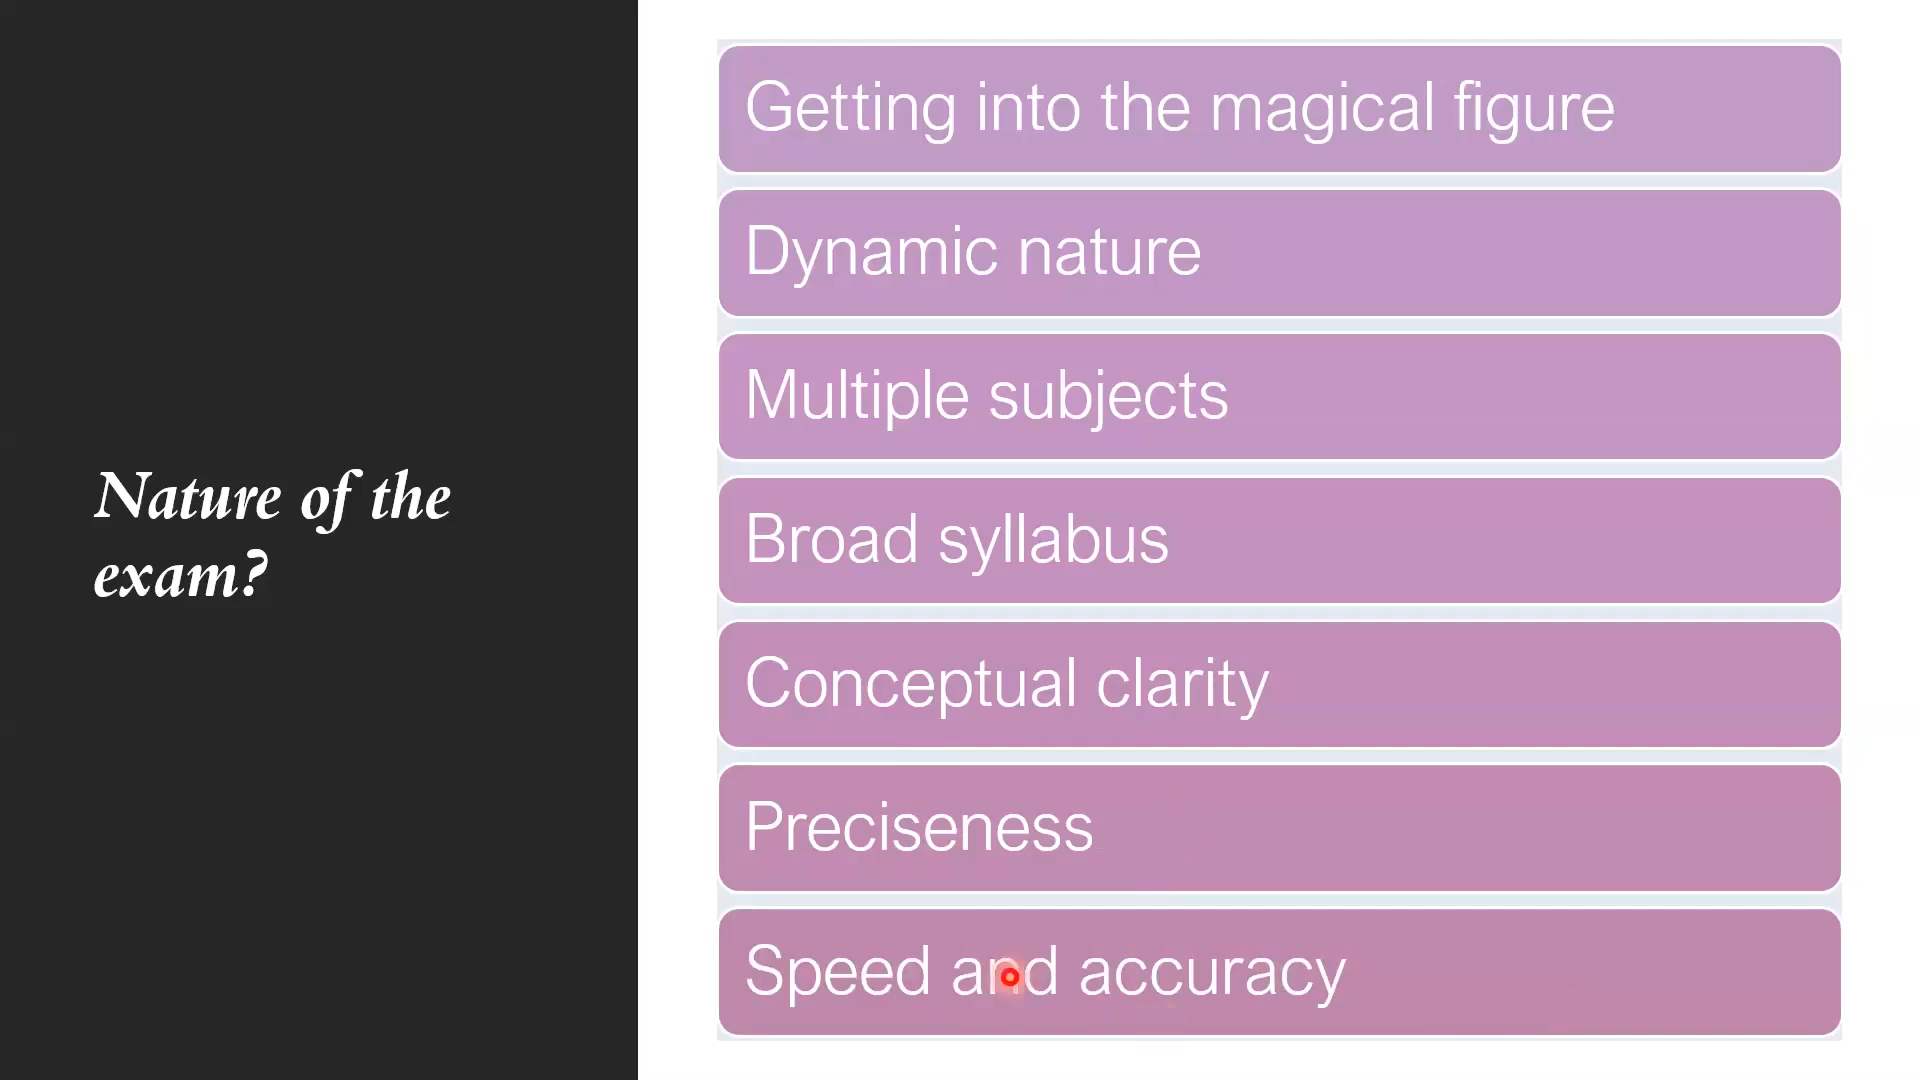 Nature of the
exam?
Getting into the magical figure
Dynamic nature
Multiple subjects
Broad syllabus
Conceptual clarity
Preciseness
Speed and accuracy